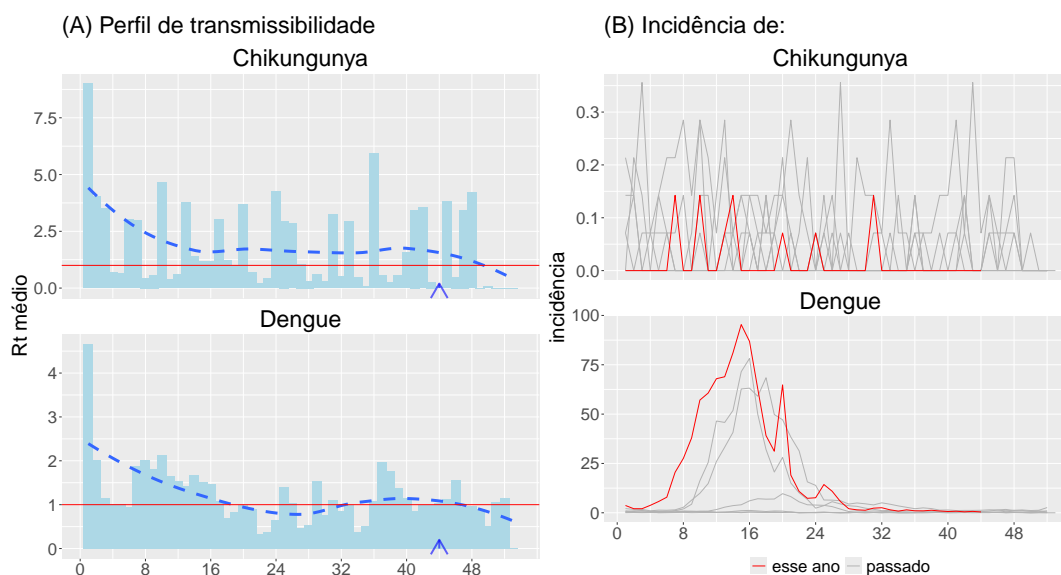 (A) Perfil de transmissibilidade
Chikungunya
7.5
5.0
2.5
0.0
Dengue
4
3
2
1
0
0 8 16 24 32 40 48
Rt médio
(B) Incidência de:
Chikungunya
0.3
0.2
0.1
0.0
Dengue
100
75
50
25
0
0 8 16 24 32 40 48
incidência
esse ano passado